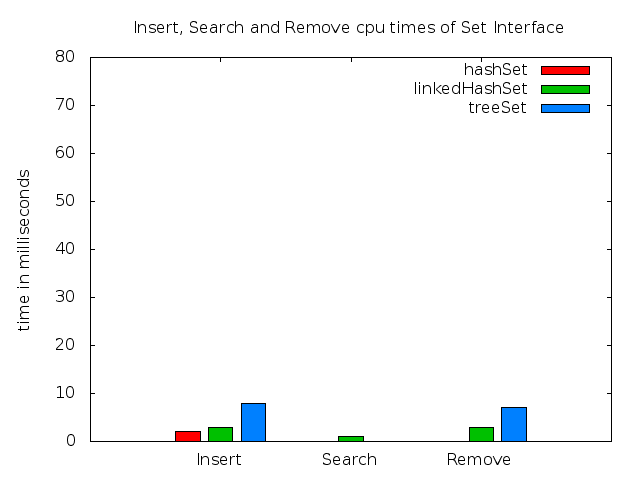 Insert, Search and Remove cpu times of Set Interface
hashSet
linkedHashSet
treeSet
80
70
60
50
40
30
20
10
0
time in milliseconds
Insert
Search
Remove